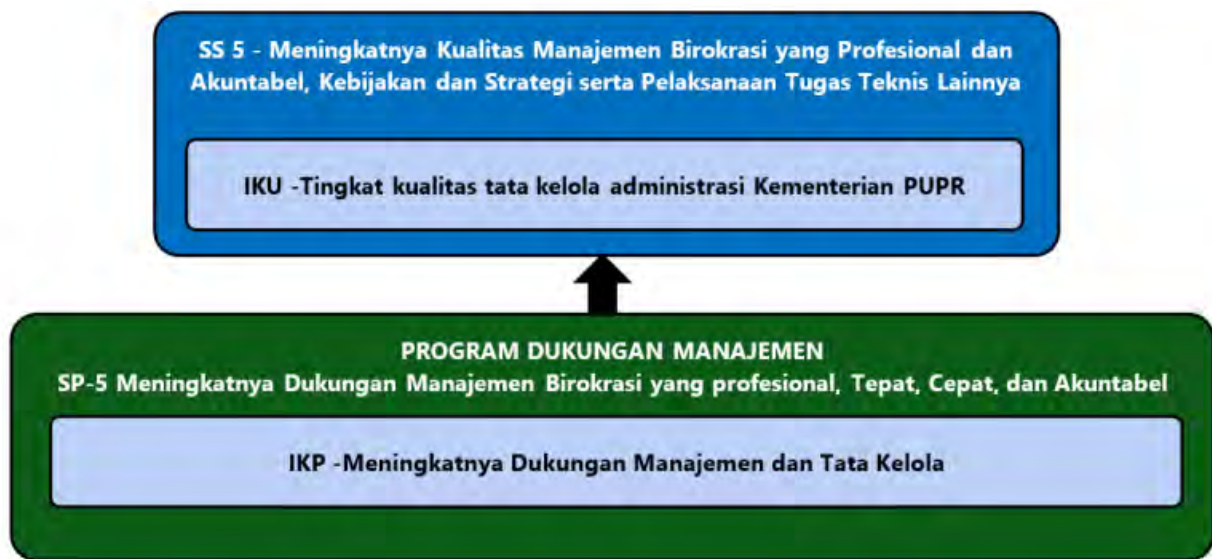 SS 5 - Meningkatnya Kualitas Manajemen Birokrasi yang Profesional dan
Akuntabel, Kebijakan dan Strategi serta Pelaksanaan Tugas Teknis Lainnya
IKU -Tingkat kualitas tata kelola administrasi Kementerian PUPR
PROGRAM DUKUNGAN MANAJEMEN
SP-5 Meningkatnya Dukungan Manajemen Birokrasi yang profesional, Tepat, Cepat, dan Akuntabel
IKP -Meningkatnya Dukungan Manajemen dan Tata Kelola